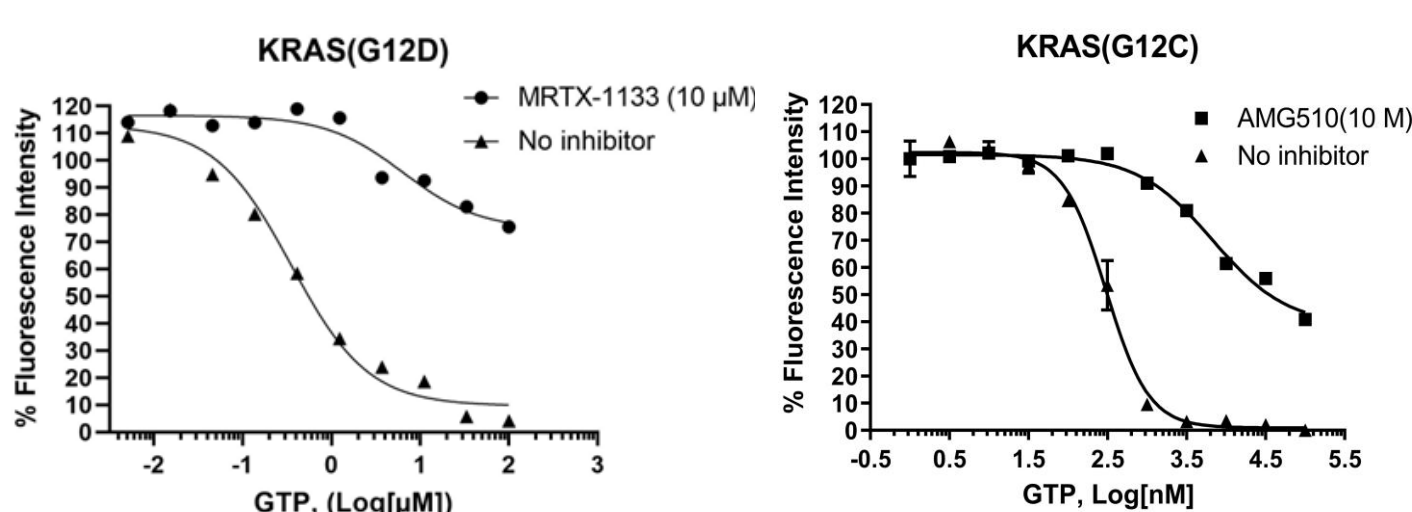 KRAS(G12D)
MRTX-1133 (10 µM)
No inhibitor
% Fluorescence Intensity
120
110
100
90
80
70
60
50
40
30
20
10
0
-2 -1 0 1 2 3
GTP, (Log[µM])
KRAS(G12C)
AMG510(10 M)
No inhibitor
% Fluorescence Intensity
120
110
100
90
80
70
60
50
40
30
20
10
0
-0.5 0.5 1.5 2.5 3.5 4.5 5.5
GTP, Log[nM]